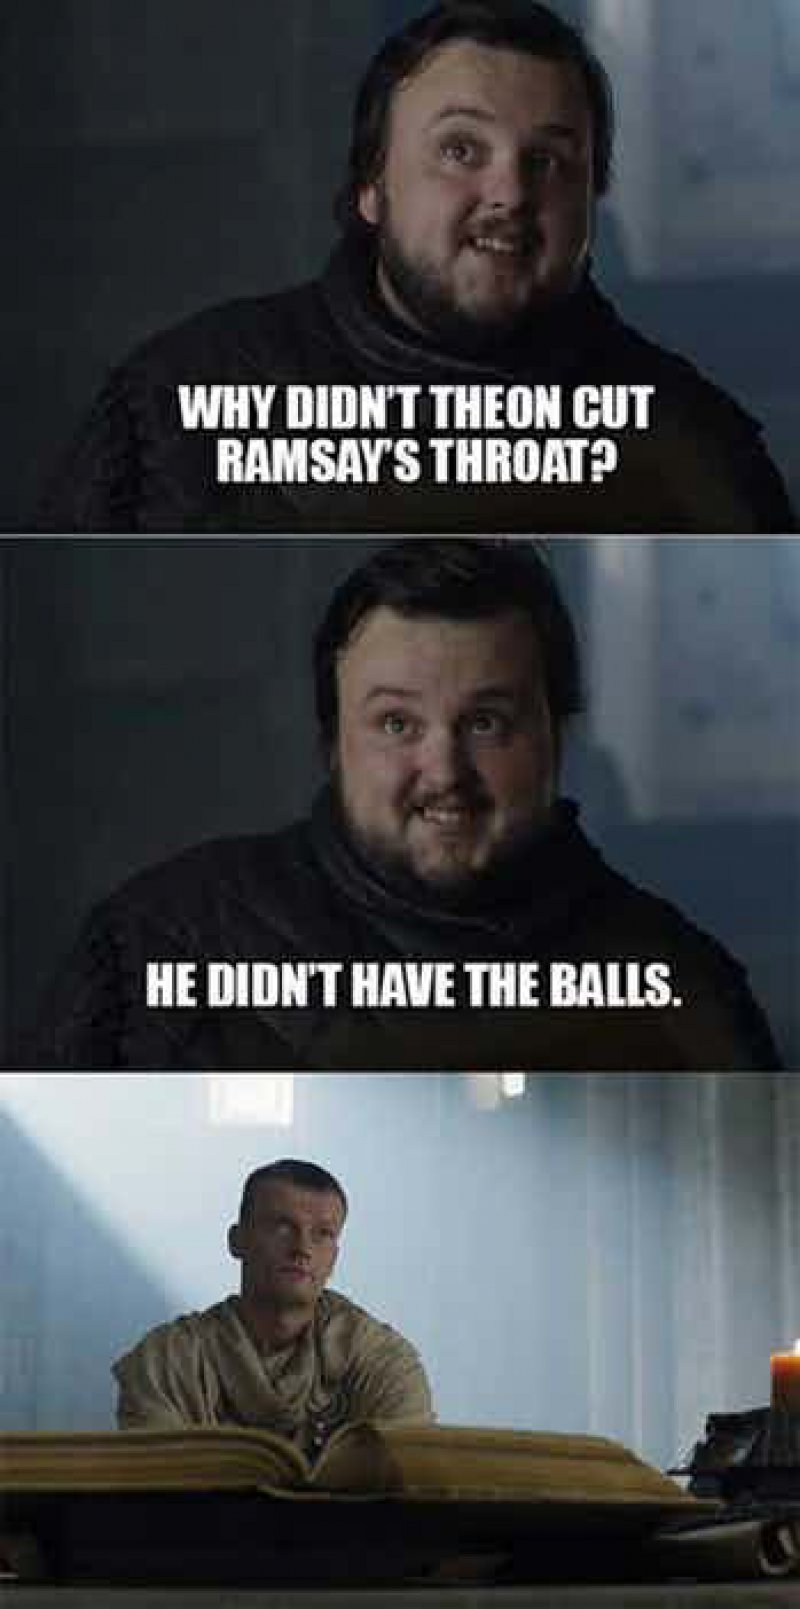 WHY DIDN'T THEON CUT
RAMSAY'S THROAT?
HE DIDN'T HAVE THE BALLS.